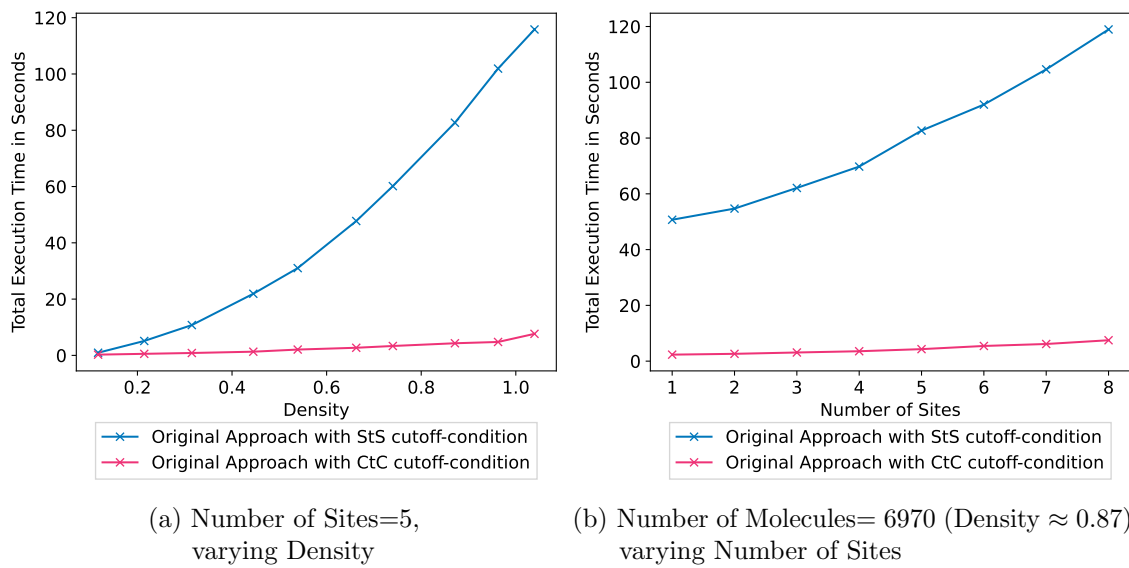 Total Execution Time in Seconds
120
100
80
60
40
20
0
0.2 0.4 0.6 0.8 1.0
Density
Original Approach with StS cutoff-condition
Original Approach with CtC cutoff-condition
(a) Number of Sites=5,
varying Density
Total Execution Time in Seconds
120
100
80
60
40
20
0
1 2 3 4 5 6 7 8
Number of Sites
Original Approach with StS cutoff-condition
Original Approach with CtC cutoff-condition
(b) Number of Molecules= 6970 (Density ≈ 0.87)
varying Number of Sites